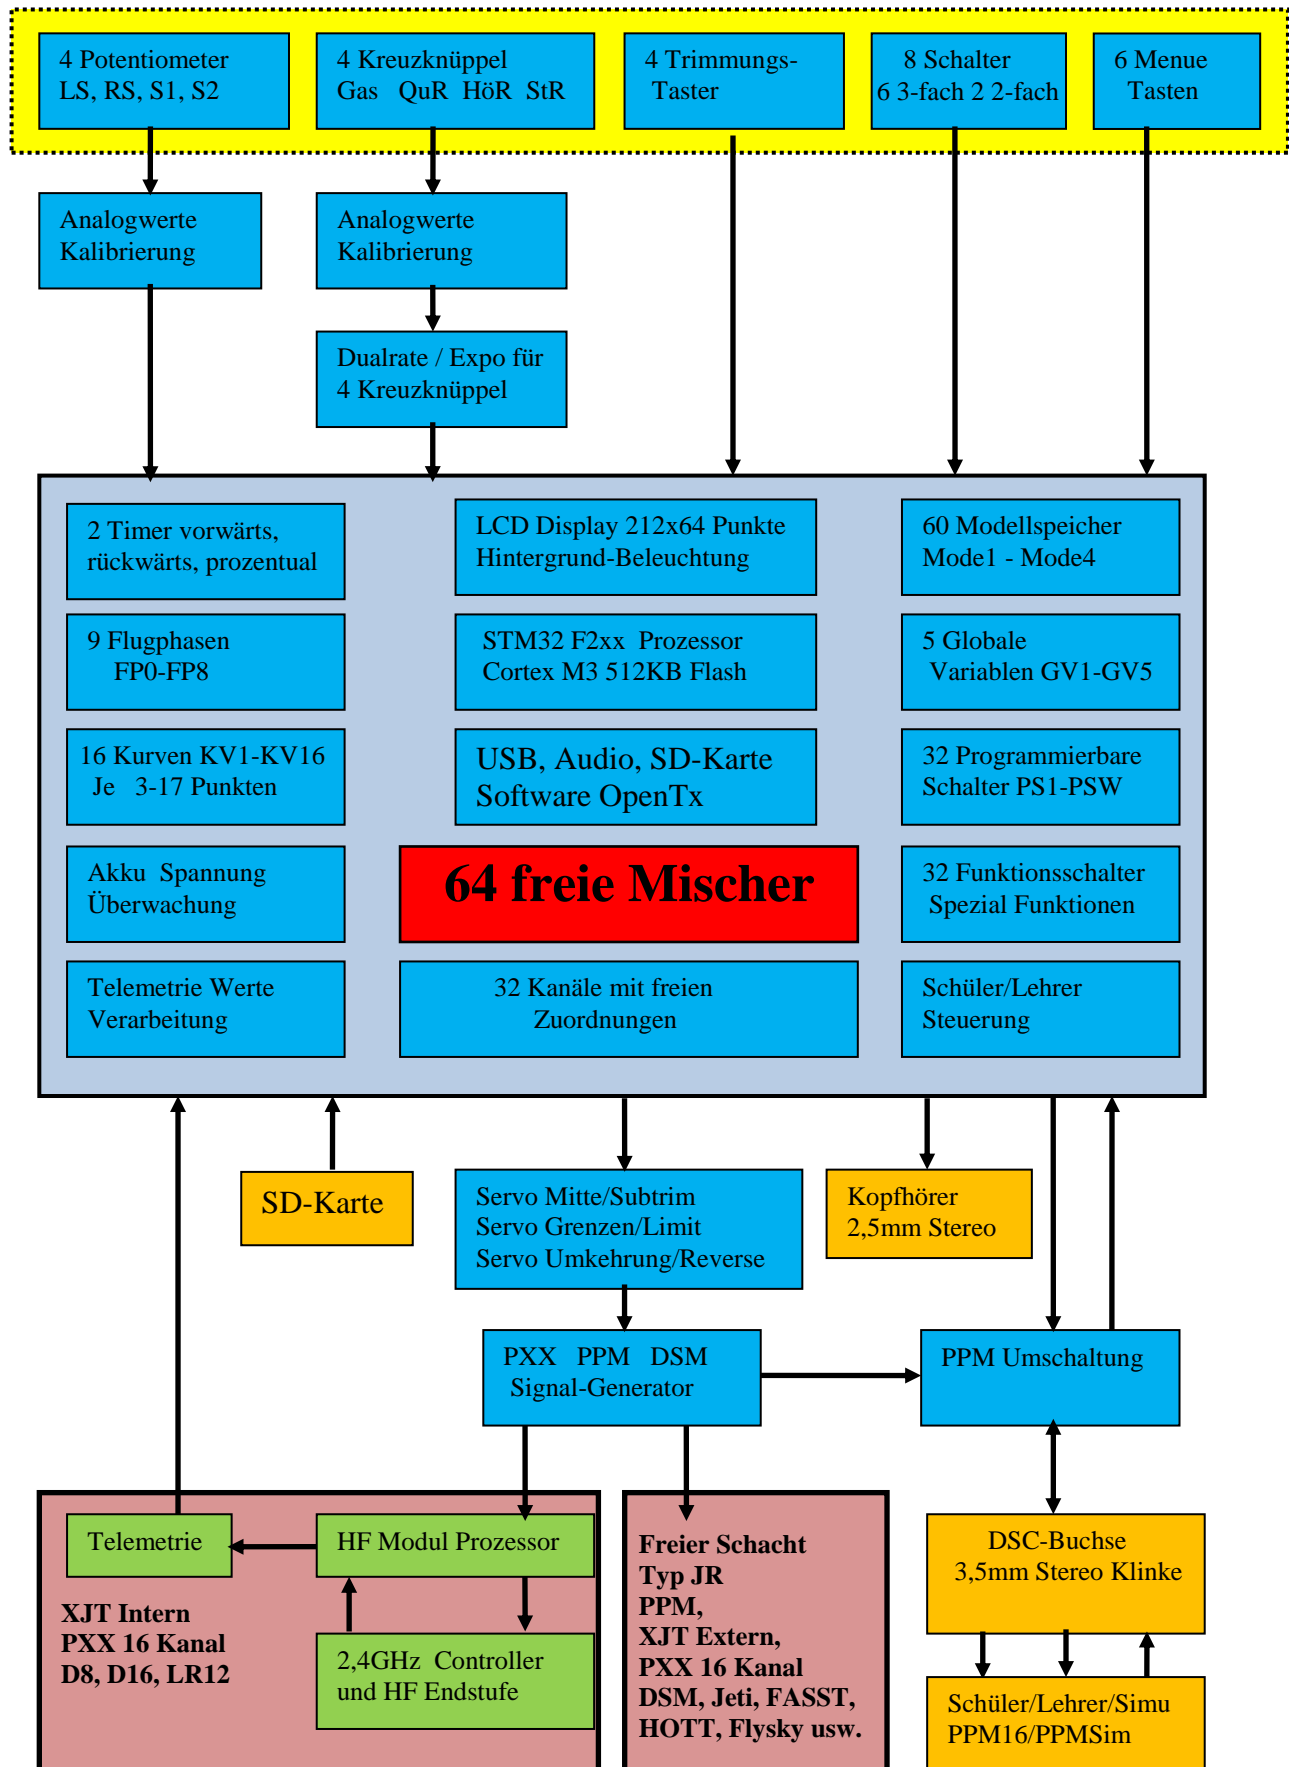 4 Potentiometer
LS, RS, S1, S2
4 Kreuzknüppel
Gas QuR HöR StR
4 Trimmungs-
Taster
8 Schalter
6 3-fach 2 2-fach
6 Menue
Tasten
Analogwerte
Kalibrierung
Analogwerte
Kalibrierung
Dualrate / Expo für
4 Kreuzknüppel
2 Timer vorwärts,
rückwärts, prozentual
LCD Display 212x64 Punkte
Hintergrund-Beleuchtung
60 Modellspeicher
Mode1 - Mode4
9 Flugphasen
FP0-FP8
STM32 F2xx Prozessor
Cortex M3 512KB Flash
5 Globale
Variablen GV1-GV5
16 Kurven KV1-KV16
Je 3-17 Punkten
USB, Audio, SD-Karte
Software OpenTx
32 Programmierbare
Schalter PS1-PSW
Akku Spannung
Überwachung
64 freie Mischer
32 Funktionsschalter
Spezial Funktionen
Telemetrie Werte
Verarbeitung
32 Kanäle mit freien
Zuordnungen
Schüler/Lehrer
Steuerung
SD-Karte
Servo Mitte/Subtrim
Servo Grenzen/Limit
Servo Umkehrung/Reverse
Kopfhörer
2,5mm Stereo
PXX PPM DSM
Signal-Generator
PPM Umschaltung
Telemetrie
HF Modul Prozessor
XJT Intern
PXX 16 Kanal
D8, D16, LR12
2,4GHz Controller
und HF Endstufe
Freier Schacht
Typ JR
PPM,
XJT Extern,
PXX 16 Kanal
DSM, Jeti, FASST,
HOTT, Flysky usw.
DSC-Buchse
3,5mm Stereo Klinke
Schüler/Lehrer/Simu
PPM16/PPMSim